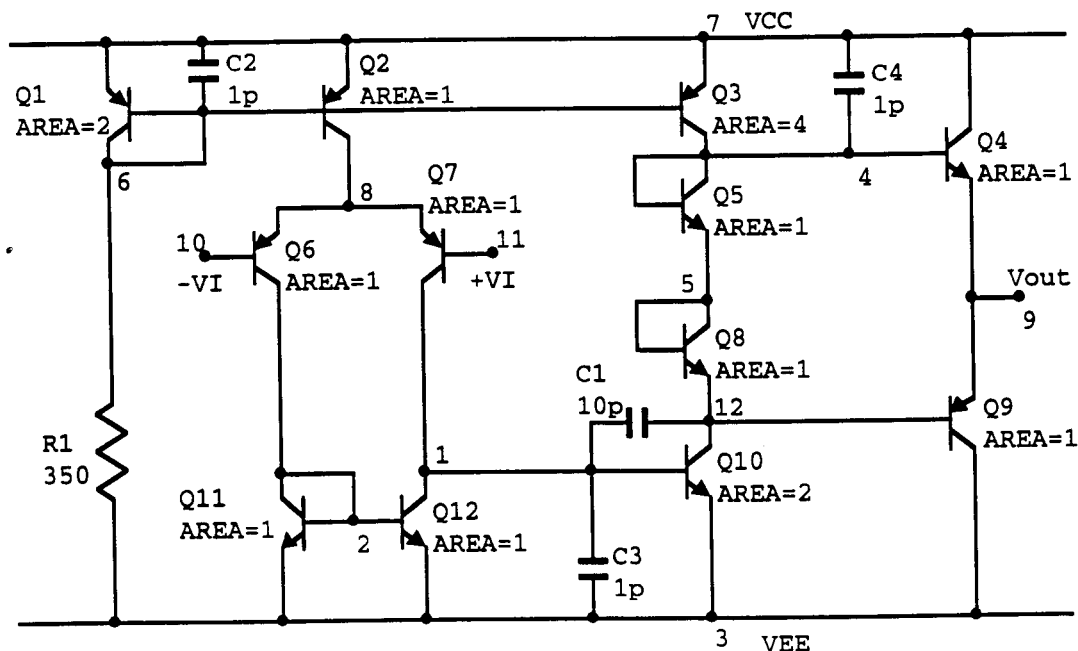 7 VCC
C2
1p
Q2
AREA=1
Q1
AREA=2
Q3
AREA=4
C4
1p
Q4
AREA=1
6
8
Q7
AREA=1
4
Q5
AREA=1
10
-VI
Q6
AREA=1
11
+VI
5
Vout
9
Q8
AREA=1
C1
10p
12
Q9
AREA=1
R1
350
1
Q10
AREA=2
Q11
AREA=1
2
Q12
AREA=1
C3
1p
3 VEE